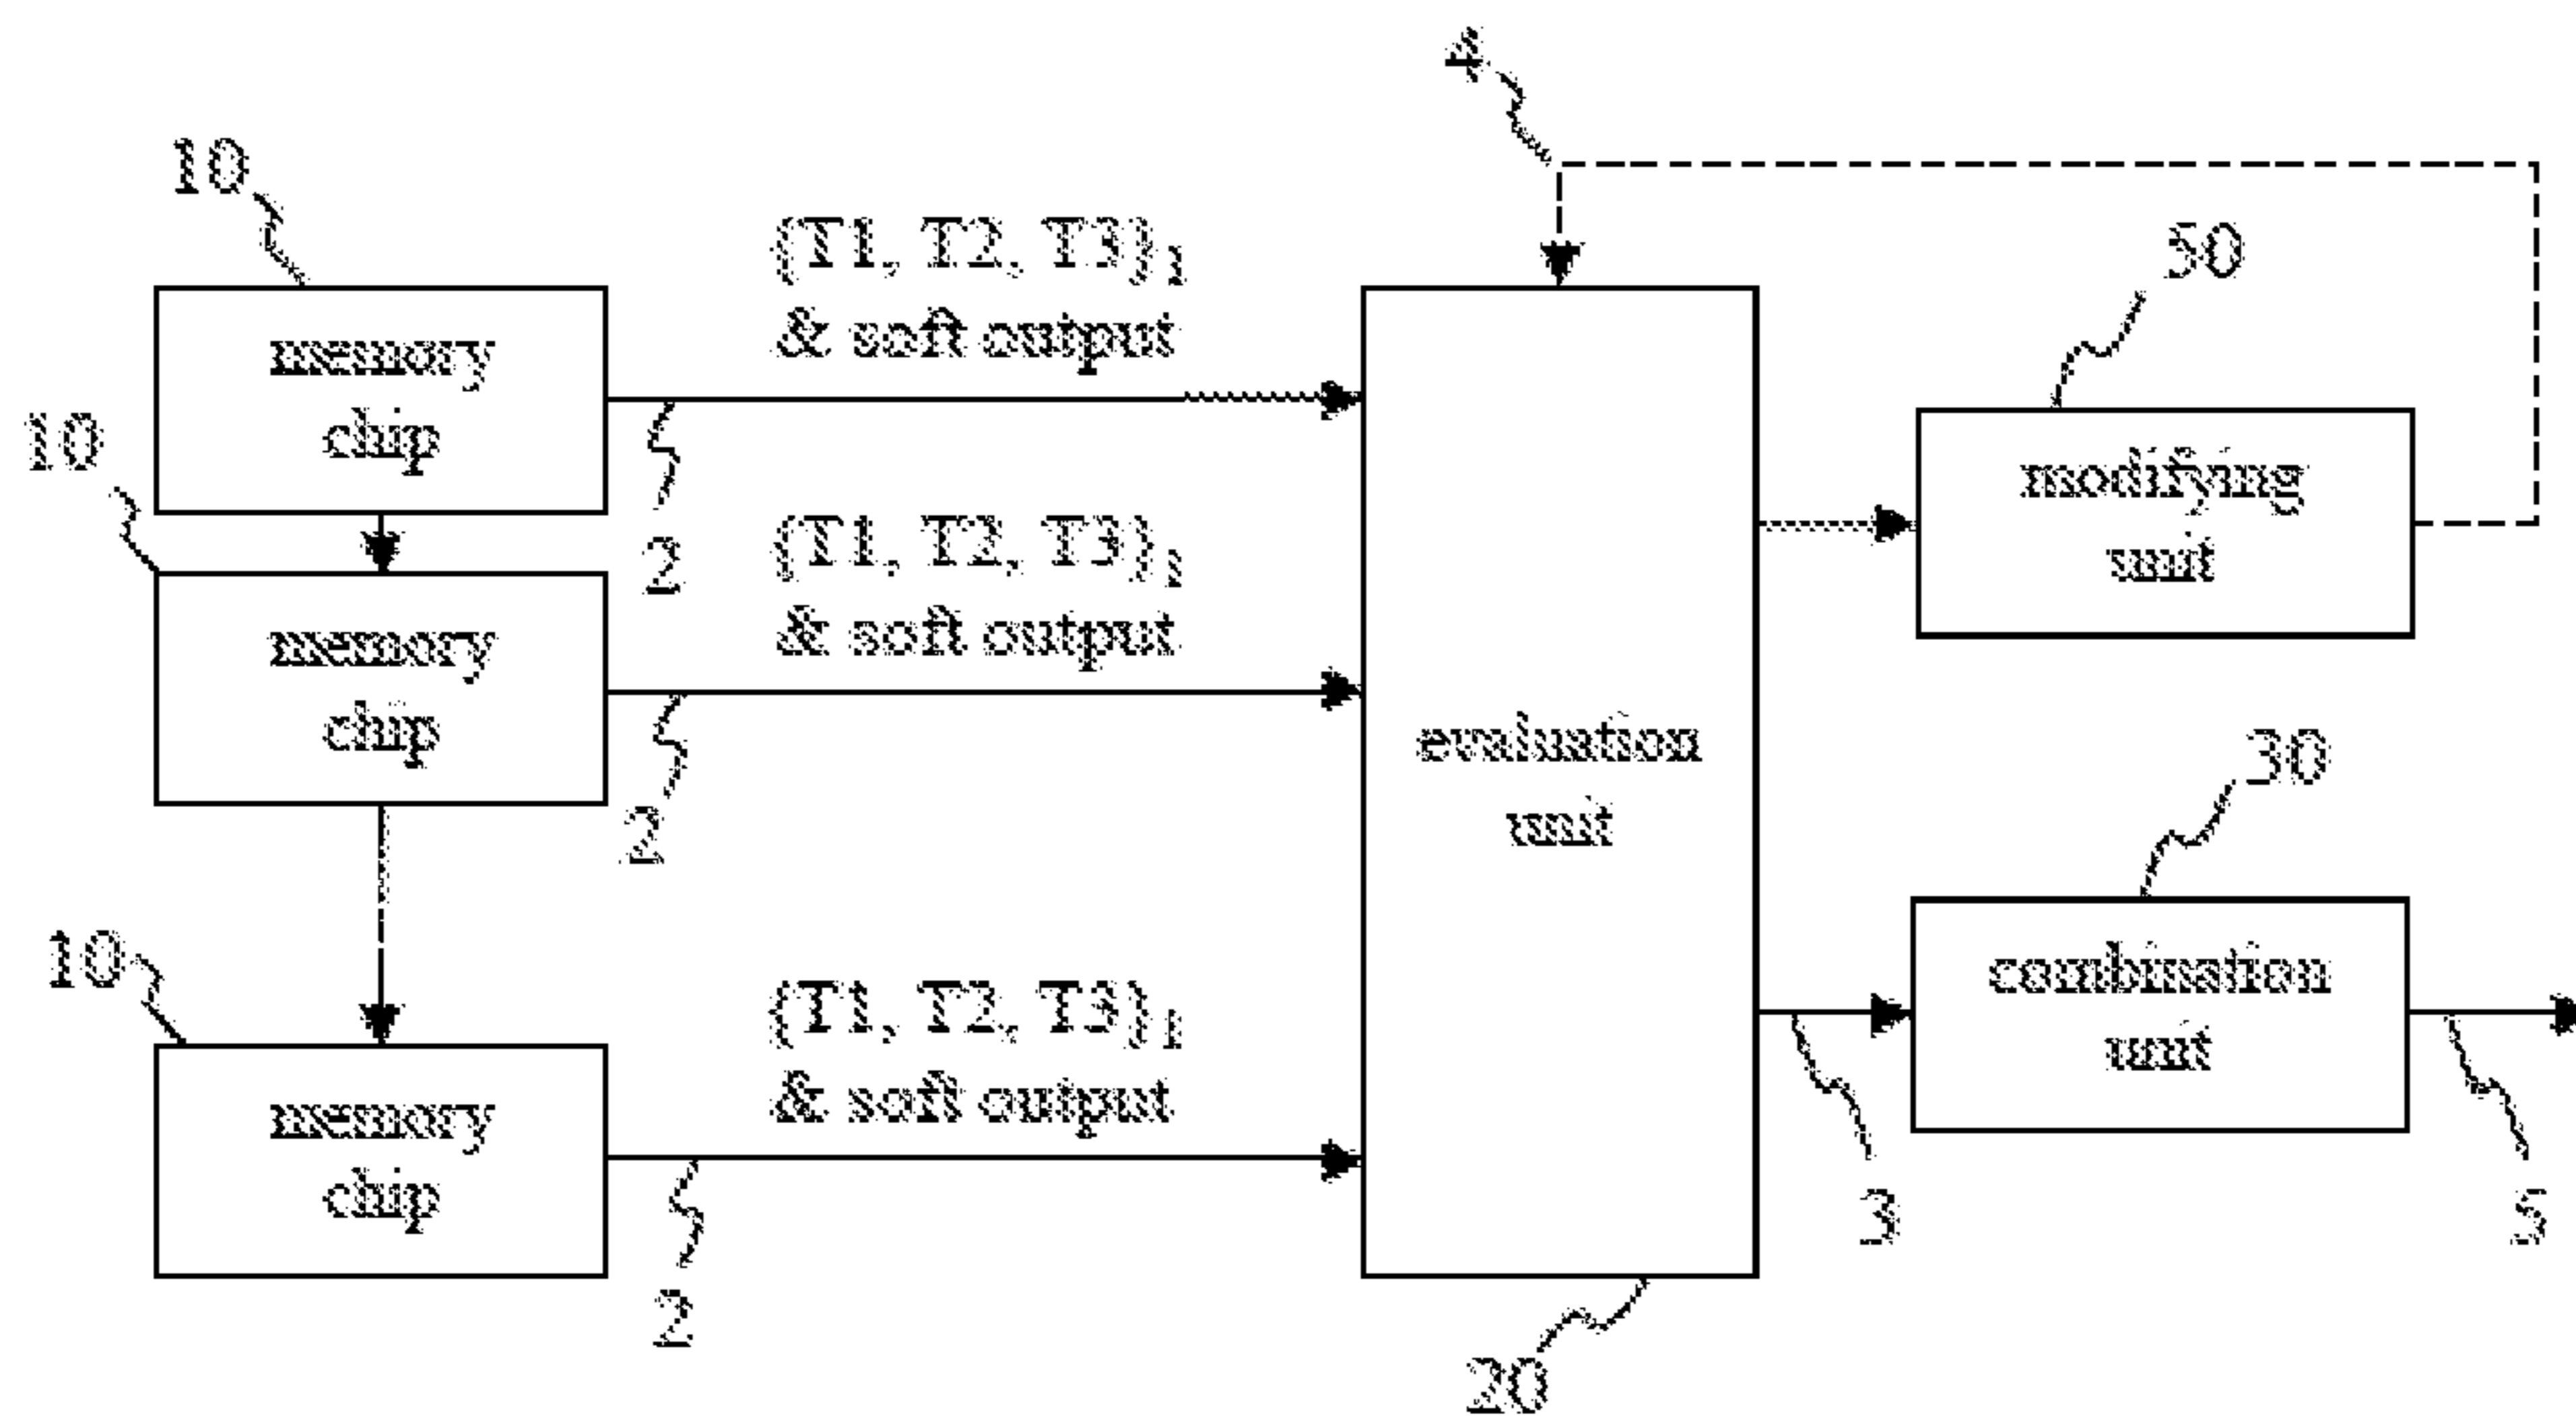 4
10
{T1, T2, T3}1
& soft output
50
memory
chip
10
modifying
unit
2
{T1, T2, T3}2
& soft output
memory
chip
evaluation
unit
30
2
10
{T1, T2, T3}
& soft output
combination
unit
memory
chip
3
5
2
20